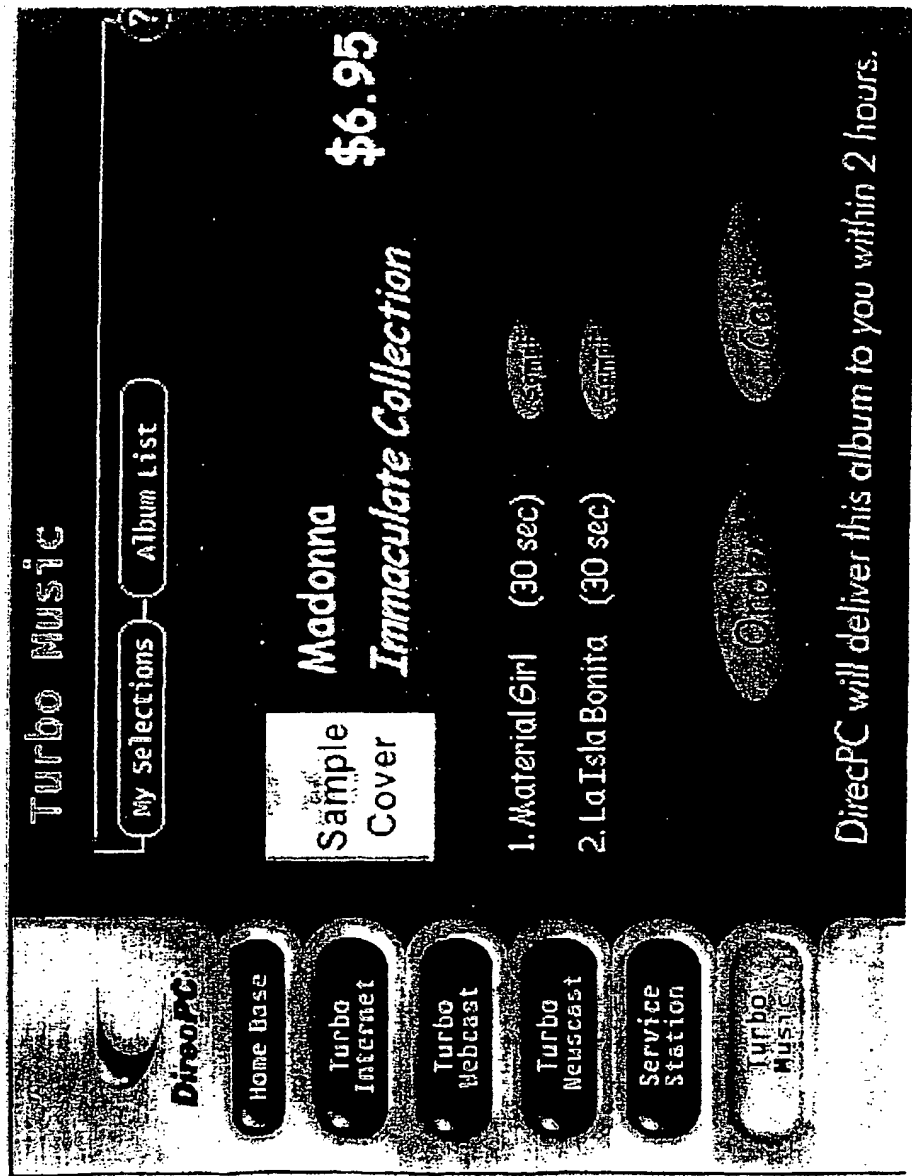 Turbo Music
My Selections
Album List
?
DirecPC
Home Base
Turbo
Internet
Turbo
Webcast
Turbo
Newscast
Service
Station
Turbo
Music
Sample
Cover
Madonna
Immaculate Collection
$6.95
1. Material Girl (30 sec)
2. La Isla Bonita (30 sec)
DirecPC will deliver this album to you within 2 hours.